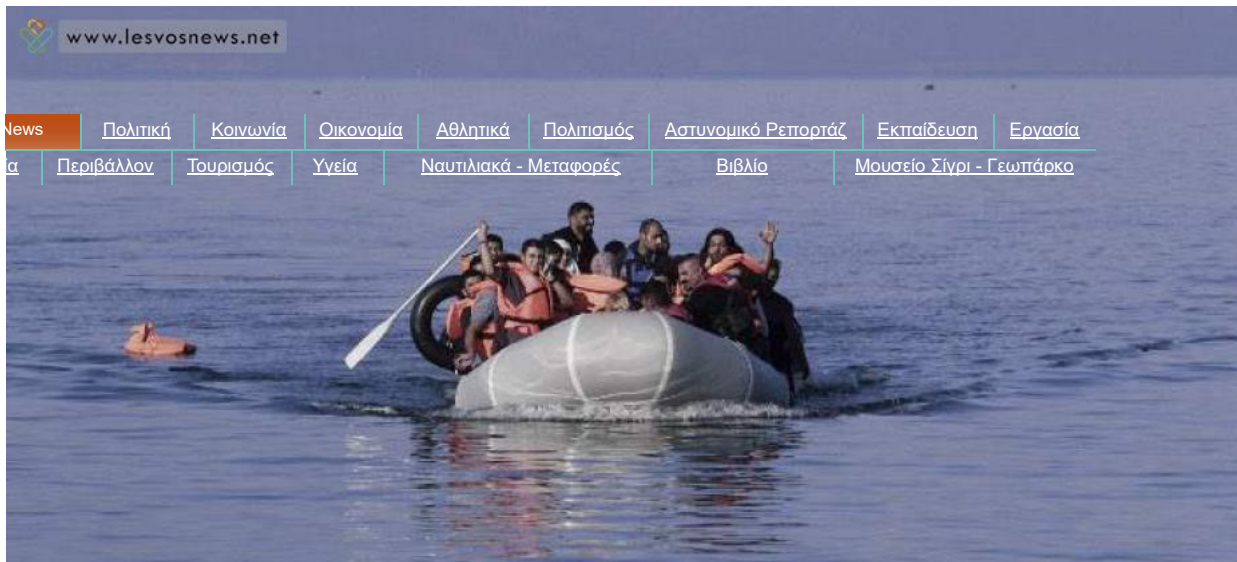 www.lesvosnews.net
News Πολιτική Κοινωνία Οικονομία Αθλητικά Πολιτισμός Αστυνομικό Ρεπορτάζ Εκπαίδευση Εργασία
ία Περιβάλλον Τουρισμός Υγεία Ναυτιλιακά - Μεταφορές Βιβλίο Μουσείο Σίγρι - Γεωπάρκο